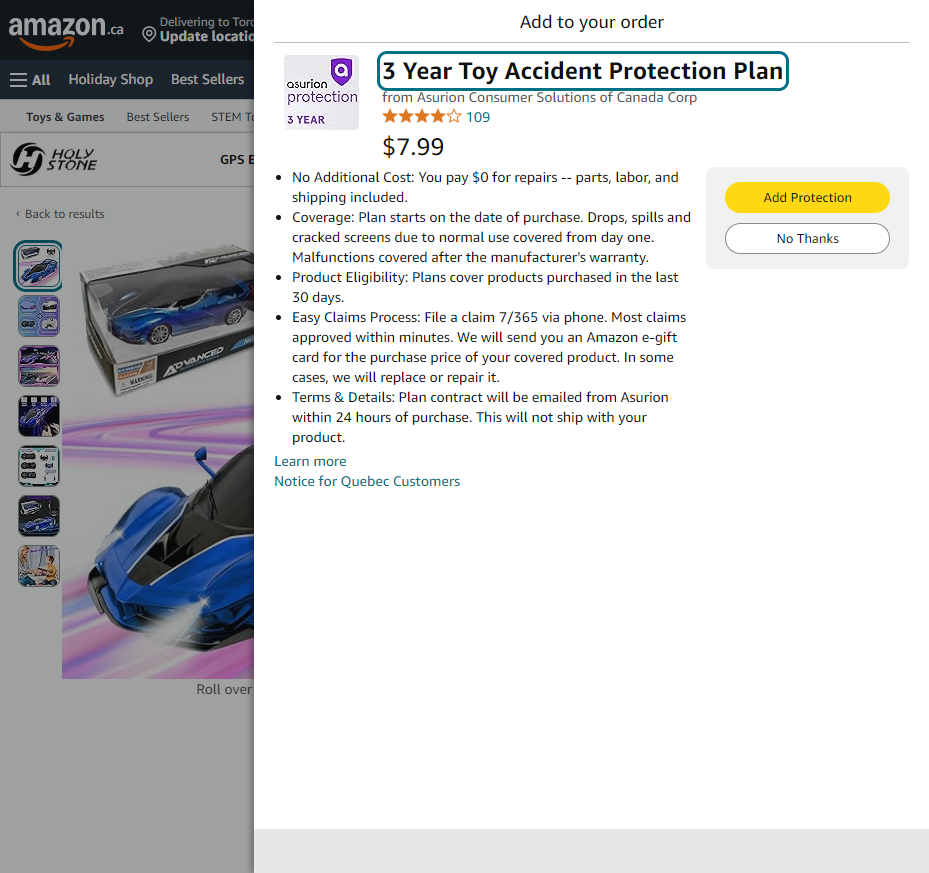 amazon.ca
Delivering to Toro
Update locatio
All
Holiday Shop
Best Sellers
Toys & Games
Best Sellers
STEM To
HOLY
STONE
GPS E
‹ Back to results
ADVANCED
WARNING
Roll over
Add to your order
asurion
protection
3 YEAR
3 Year Toy Accident Protection Plan
from Asurion Consumer Solutions of Canada Corp
109
$7.99
• No Additional Cost: You pay $0 for repairs -- parts, labor, and
shipping included.
• Coverage: Plan starts on the date of purchase. Drops, spills and
cracked screens due to normal use covered from day one.
Malfunctions covered after the manufacturer's warranty.
• Product Eligibility: Plans cover products purchased in the last
30 days.
• Easy Claims Process: File a claim 7/365 via phone. Most claims
approved within minutes. We will send you an Amazon e-gift
card for the purchase price of your covered product. In some
cases, we will replace or repair it.
• Terms & Details: Plan contract will be emailed from Asurion
within 24 hours of purchase. This will not ship with your
product.
Learn more
Notice for Quebec Customers
Add Protection
No Thanks